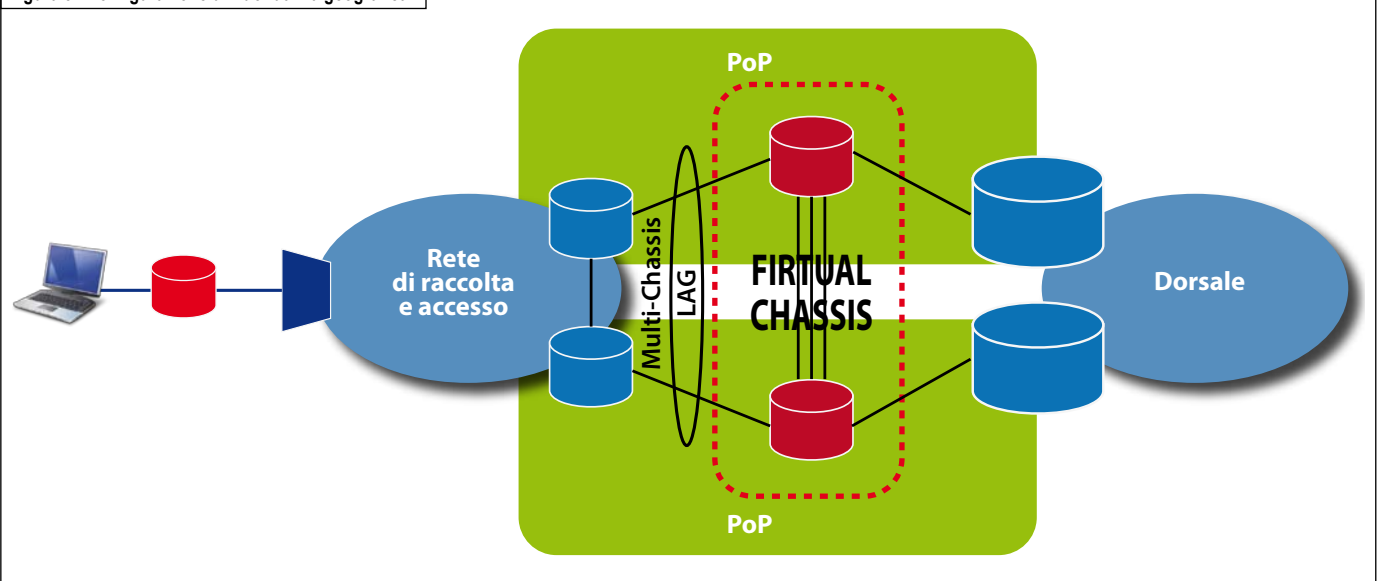 PoP
Rete
di raccolta
e accesso
Multi-Chassis
LAG
FIRTUAL
CHASSIS
Dorsale
PoP